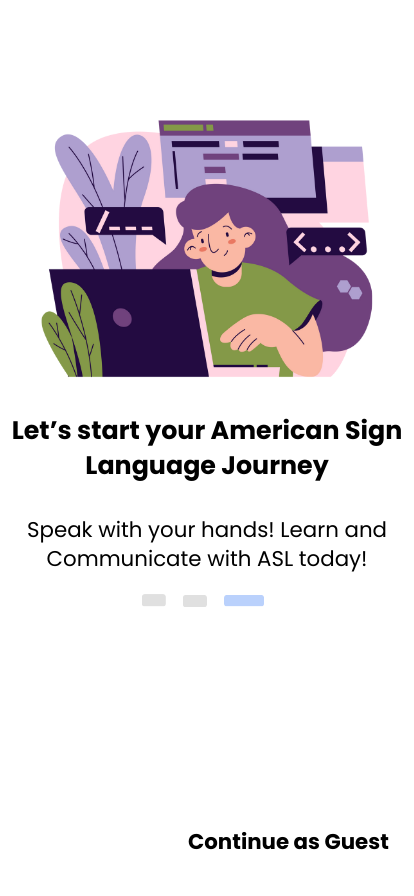 /____
<....>
Let’s start your American Sign
Language Journey
Speak with your hands! Learn and
Communicate with ASL today!
Continue as Guest